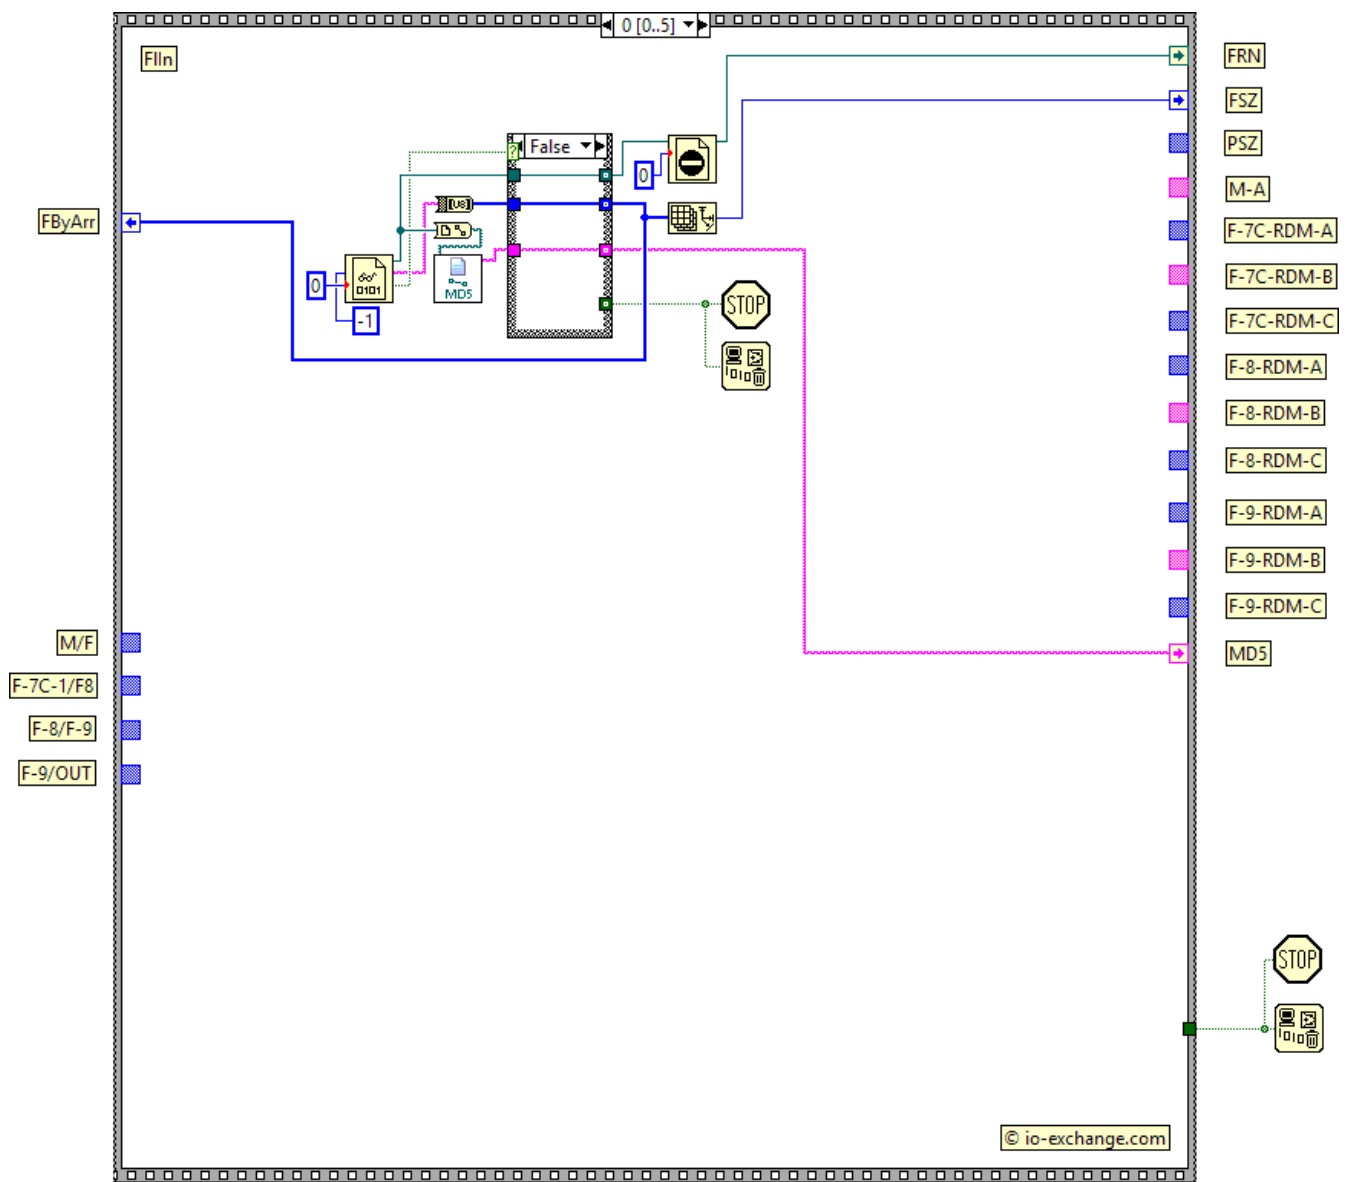 0 [0..5]
FIIn
FRN
FSZ
False
?
PSZ
0
M-A
[U8]
FByArr
F-7C-RDM-A
F-7C-RDM-B
0
0101
MD5
STOP
-1
F-7C-RDM-C
F-8-RDM-A
F-8-RDM-B
F-8-RDM-C
F-9-RDM-A
F-9-RDM-B
F-9-RDM-C
M/F
MD5
F-7C-1/F8
F-8/F-9
F-9/OUT
STOP
© io-exchange.com